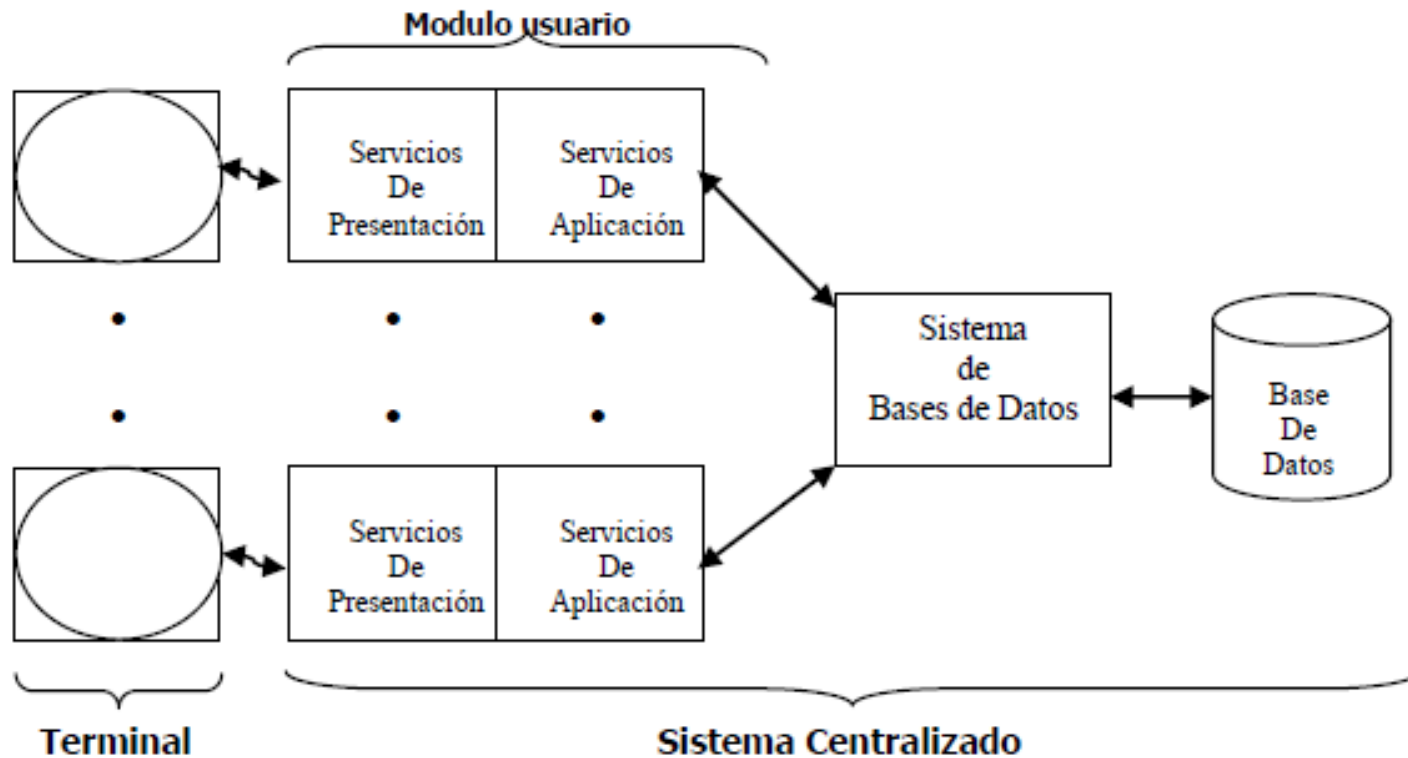 Modulo usuario
Servicios
De
Presentación
Servicios
De
Aplicación
Sistema
de
Bases de Datos
Base
De
Datos
Servicios
De
Presentación
Servicios
De
Aplicación
Terminal
Sistema Centralizado